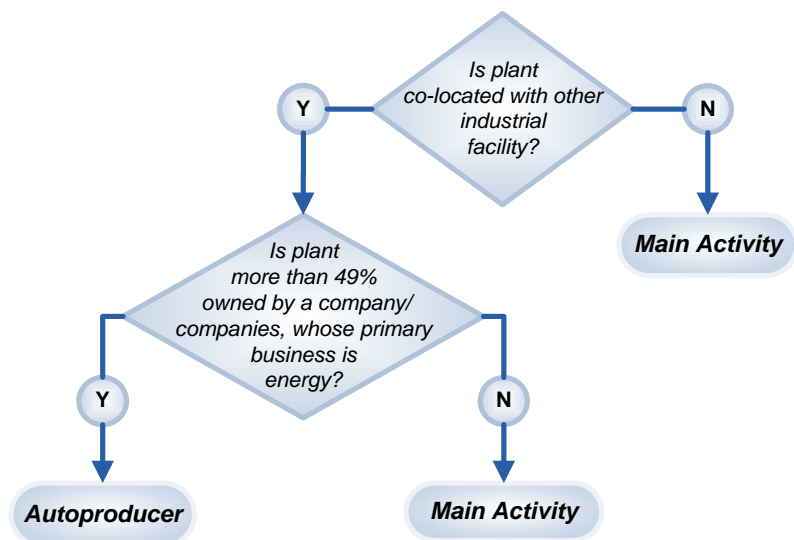 Is plant
co-located with other
industrial
facility?
Y
N
Main Activity
Is plant
more than 49%
owned by a company/
companies, whose primary
business is
energy?
Y
N
Autoproducer
Main Activity